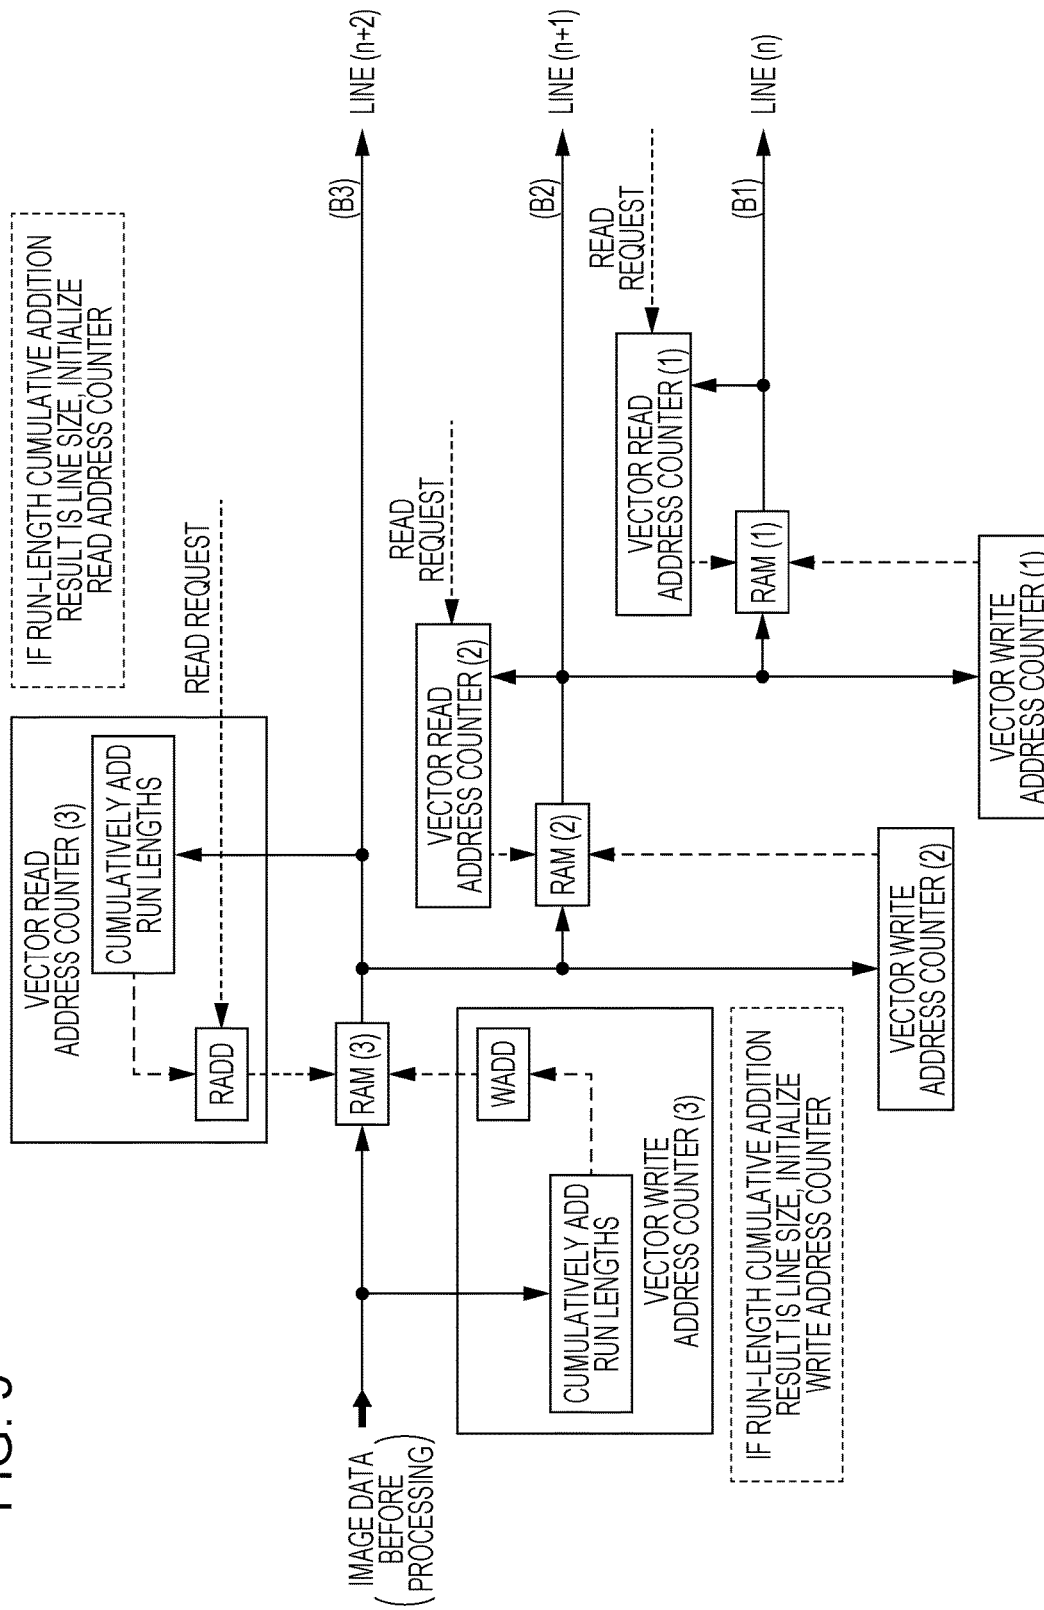 IMAGE DATA
BEFORE
PROCESSING
VECTOR READ
ADDRESS COUNTER (3)
CUMULATIVELY ADD
RUN LENGTHS
RADD
READ REQUEST
IF RUN-LENGTH CUMULATIVE ADDITION
RESULT IS LINE SIZE, INITIALIZE
READ ADDRESS COUNTER
RAM (3)
(B3)
LINE (n+2)
WADD
CUMULATIVELY ADD
RUN LENGTHS
VECTOR WRITE
ADDRESS COUNTER (3)
IF RUN-LENGTH CUMULATIVE ADDITION
RESULT IS LINE SIZE, INITIALIZE
WRITE ADDRESS COUNTER
READ
REQUEST
VECTOR READ
ADDRESS COUNTER (2)
RAM (2)
(B2)
LINE (n+1)
VECTOR WRITE
ADDRESS COUNTER (2)
READ
REQUEST
VECTOR READ
ADDRESS COUNTER (1)
RAM (1)
(B1)
LINE (n)
VECTOR WRITE
ADDRESS COUNTER (1)